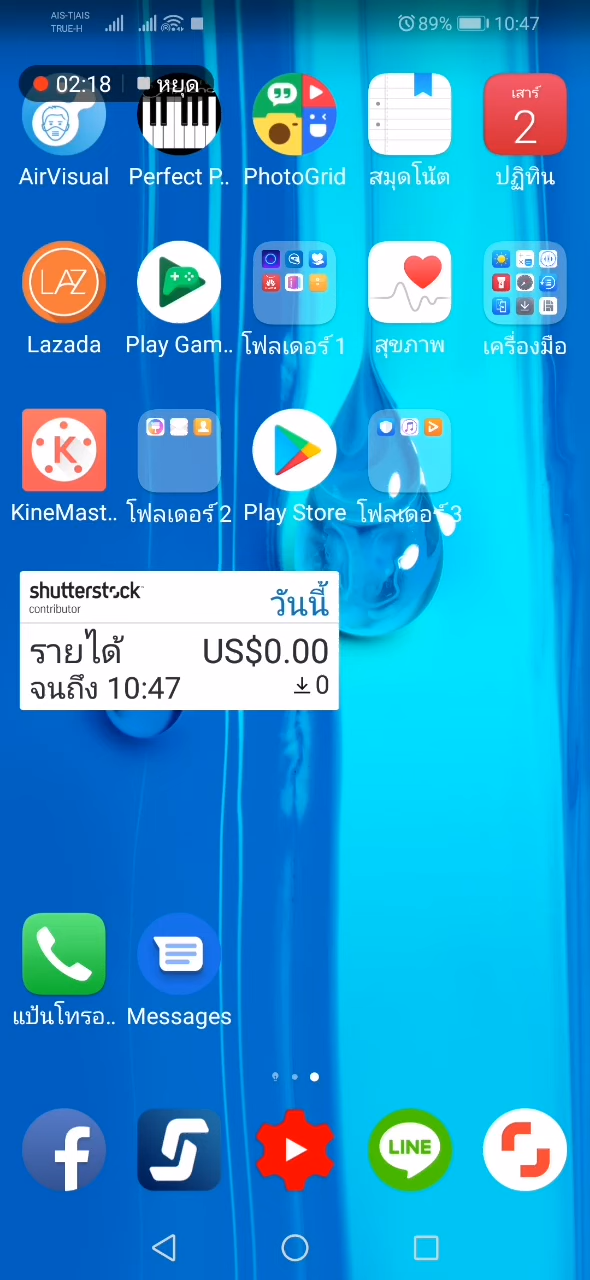 AIS-T|AIS
TRUE-H
89%
10:47
02:18
หยุด
AirVisual
Perfect P..
PhotoGrid
สมุดโน้ต
เสาร์
2
ปฏิทิน
LAZ
Lazada
Play Gam..
โฟลเดอร์ 1
สุขภาพ
เครื่องมือ
K
KineMast..
โฟลเดอร์ 2
Play Store
โฟลเดอร์ 3
shutterstock
contributor
วันนี้
รายได้ US$0.00
จนถึง 10:47 0
แป้นโทรอ..
Messages
LINE